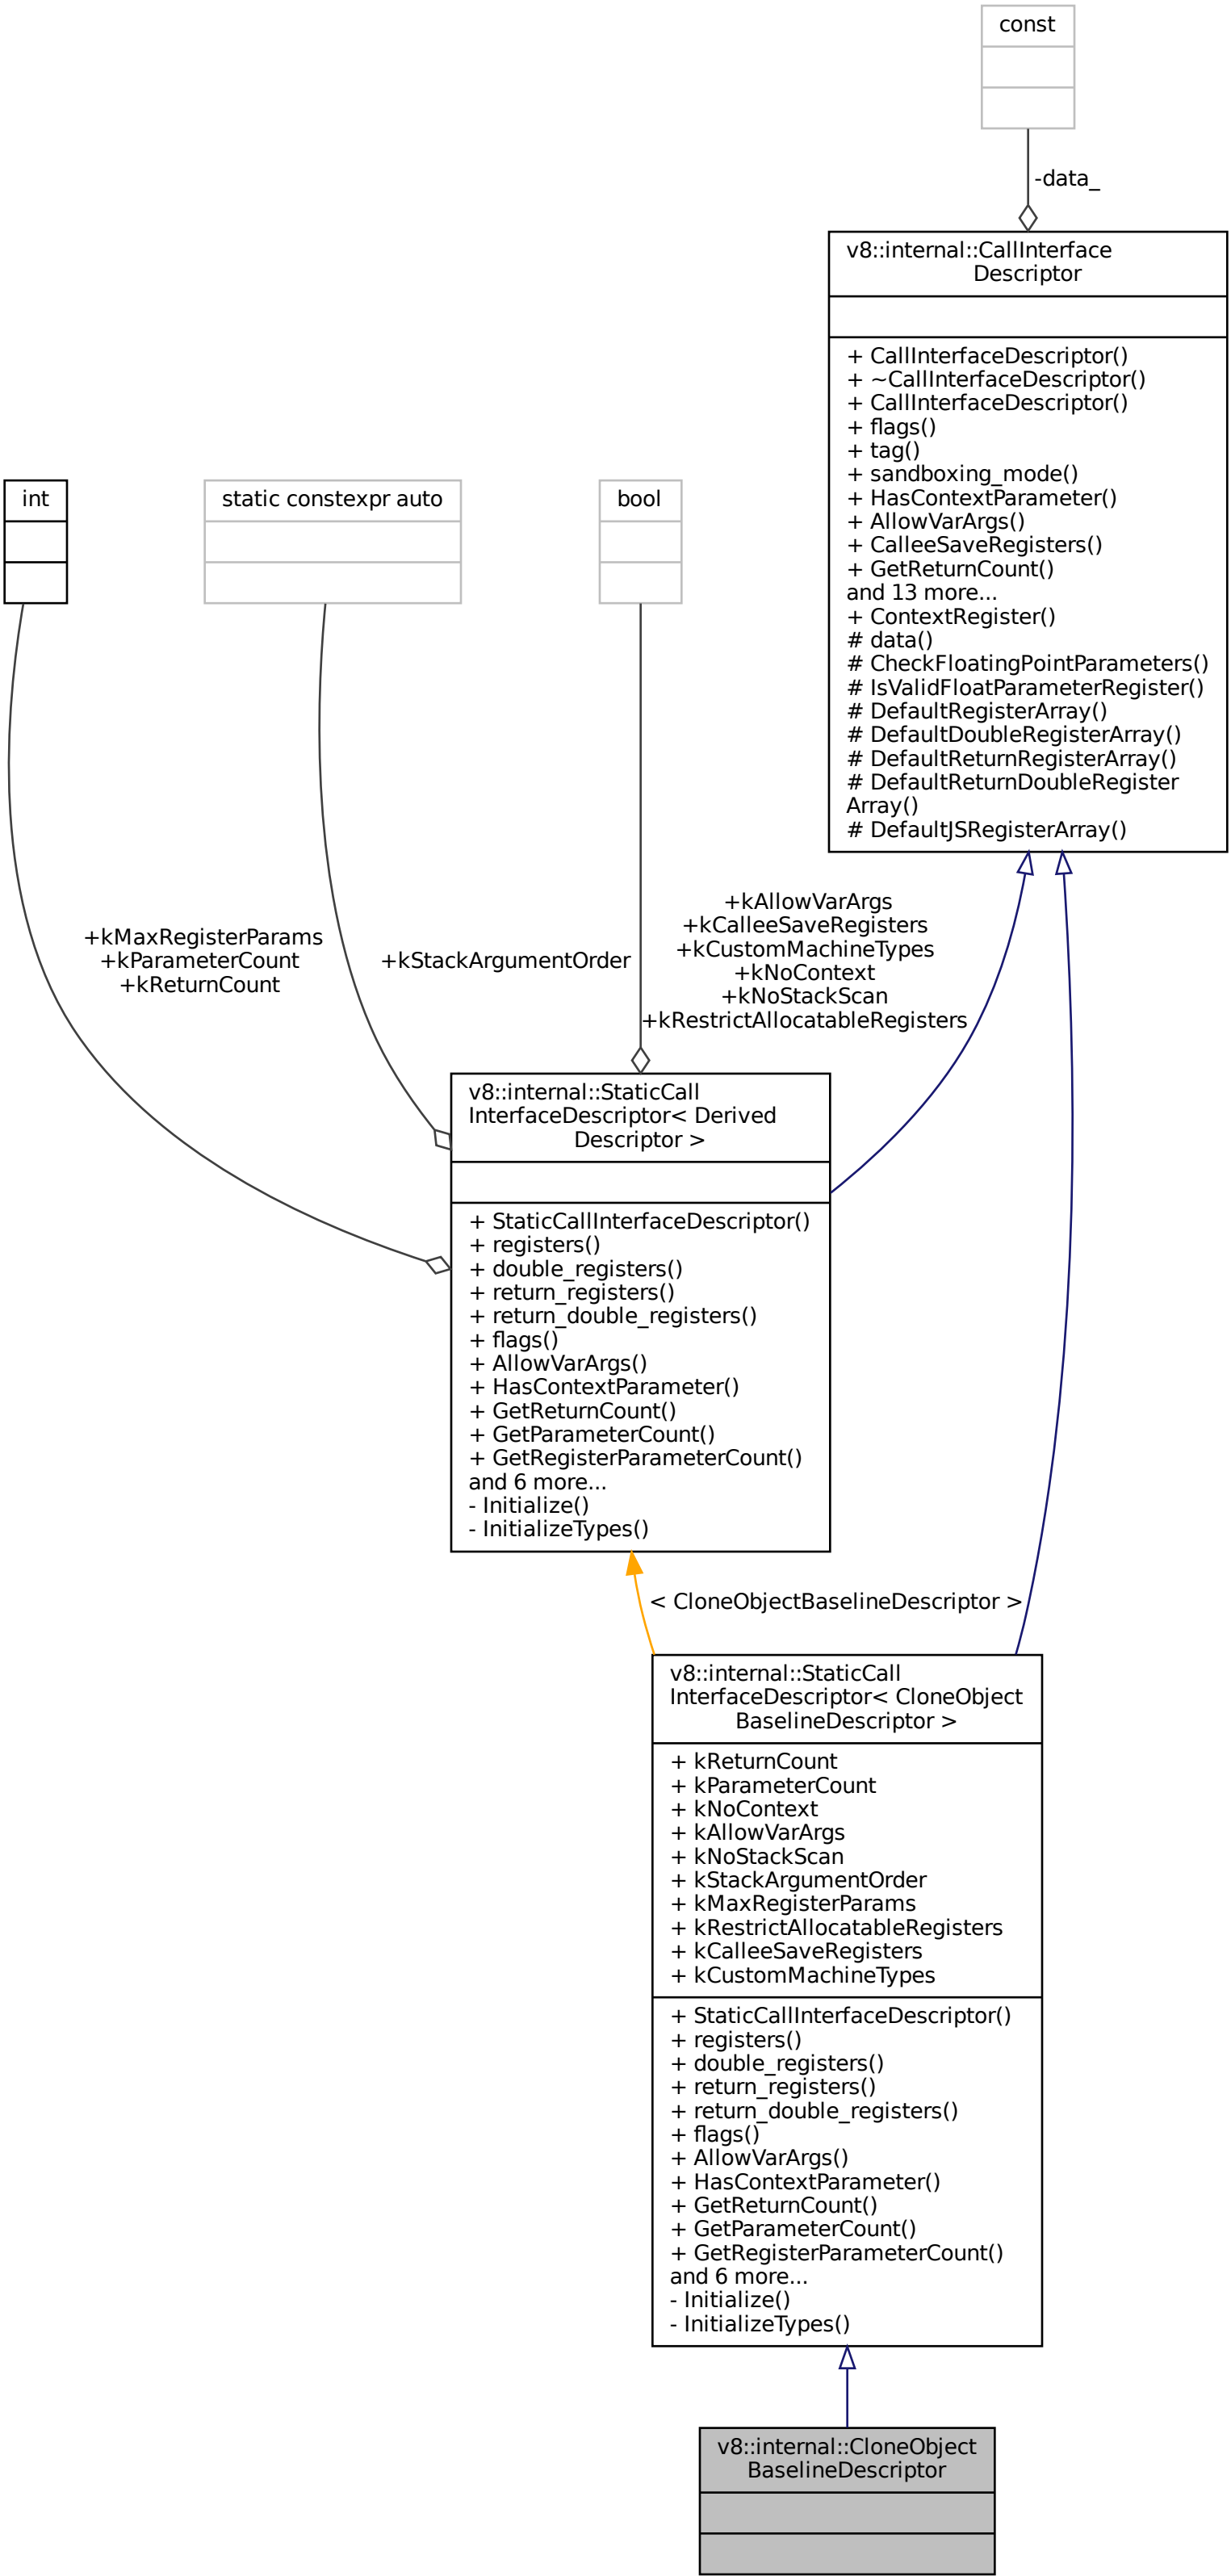 const
-data_
v8::internal::CallInterface
Descriptor
+ CallInterfaceDescriptor()
+ ~CallInterfaceDescriptor()
+ CallInterfaceDescriptor()
+ flags()
+ tag()
+ sandboxing_mode()
+ HasContextParameter()
+ AllowVarArgs()
+ CalleeSaveRegisters()
+ GetReturnCount()
and 13 more...
+ ContextRegister()
# data()
# CheckFloatingPointParameters()
# IsValidFloatParameterRegister()
# DefaultRegisterArray()
# DefaultDoubleRegisterArray()
# DefaultReturnRegisterArray()
# DefaultReturnDoubleRegister
Array()
# DefaultJSRegisterArray()
int
static constexpr auto
bool
+kMaxRegisterParams
+kParameterCount
+kReturnCount
+kStackArgumentOrder
+kAllowVarArgs
+kCalleeSaveRegisters
+kCustomMachineTypes
+kNoContext
+kNoStackScan
+kRestrictAllocatableRegisters
v8::internal::StaticCall
InterfaceDescriptor< Derived
Descriptor >
+ StaticCallInterfaceDescriptor()
+ registers()
+ double_registers()
+ return_registers()
+ return_double_registers()
+ flags()
+ AllowVarArgs()
+ HasContextParameter()
+ GetReturnCount()
+ GetParameterCount()
+ GetRegisterParameterCount()
and 6 more...
- Initialize()
- InitializeTypes()
< CloneObjectBaselineDescriptor >
v8::internal::StaticCall
InterfaceDescriptor< CloneObject
BaselineDescriptor >
+ kReturnCount
+ kParameterCount
+ kNoContext
+ kAllowVarArgs
+ kNoStackScan
+ kStackArgumentOrder
+ kMaxRegisterParams
+ kRestrictAllocatableRegisters
+ kCalleeSaveRegisters
+ kCustomMachineTypes
+ StaticCallInterfaceDescriptor()
+ registers()
+ double_registers()
+ return_registers()
+ return_double_registers()
+ flags()
+ AllowVarArgs()
+ HasContextParameter()
+ GetReturnCount()
+ GetParameterCount()
+ GetRegisterParameterCount()
and 6 more...
- Initialize()
- InitializeTypes()
v8::internal::CloneObject
BaselineDescriptor